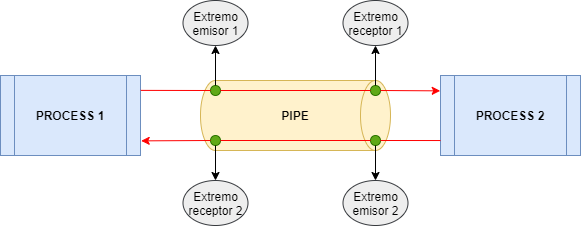 Extremo
emisor 1
Extremo
receptor 1
PROCESS 1
PIPE
PROCESS 2
Extremo
receptor 2
Extremo
emisor 2